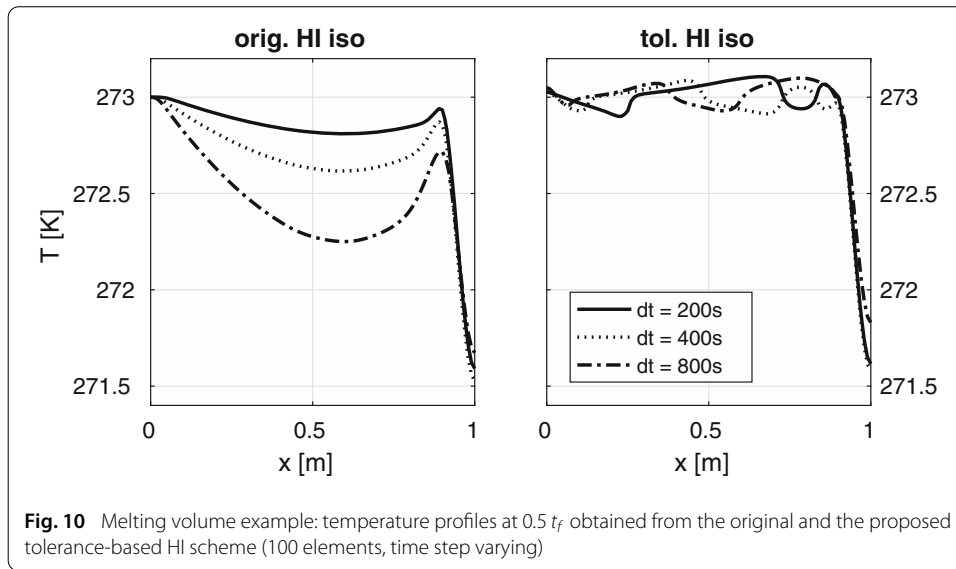 orig. HI iso
tol. HI iso
273
272.5
272
271.5
T [K]
0
0.5
1
x [m]
273
272.5
272
271.5
0
0.5
1
x [m]
dt = 200s
dt = 400s
dt = 800s
Fig. 10 Melting volume example: temperature profiles at 0.5 tf obtained from the original and the proposed
tolerance-based HI scheme (100 elements, time step varying)